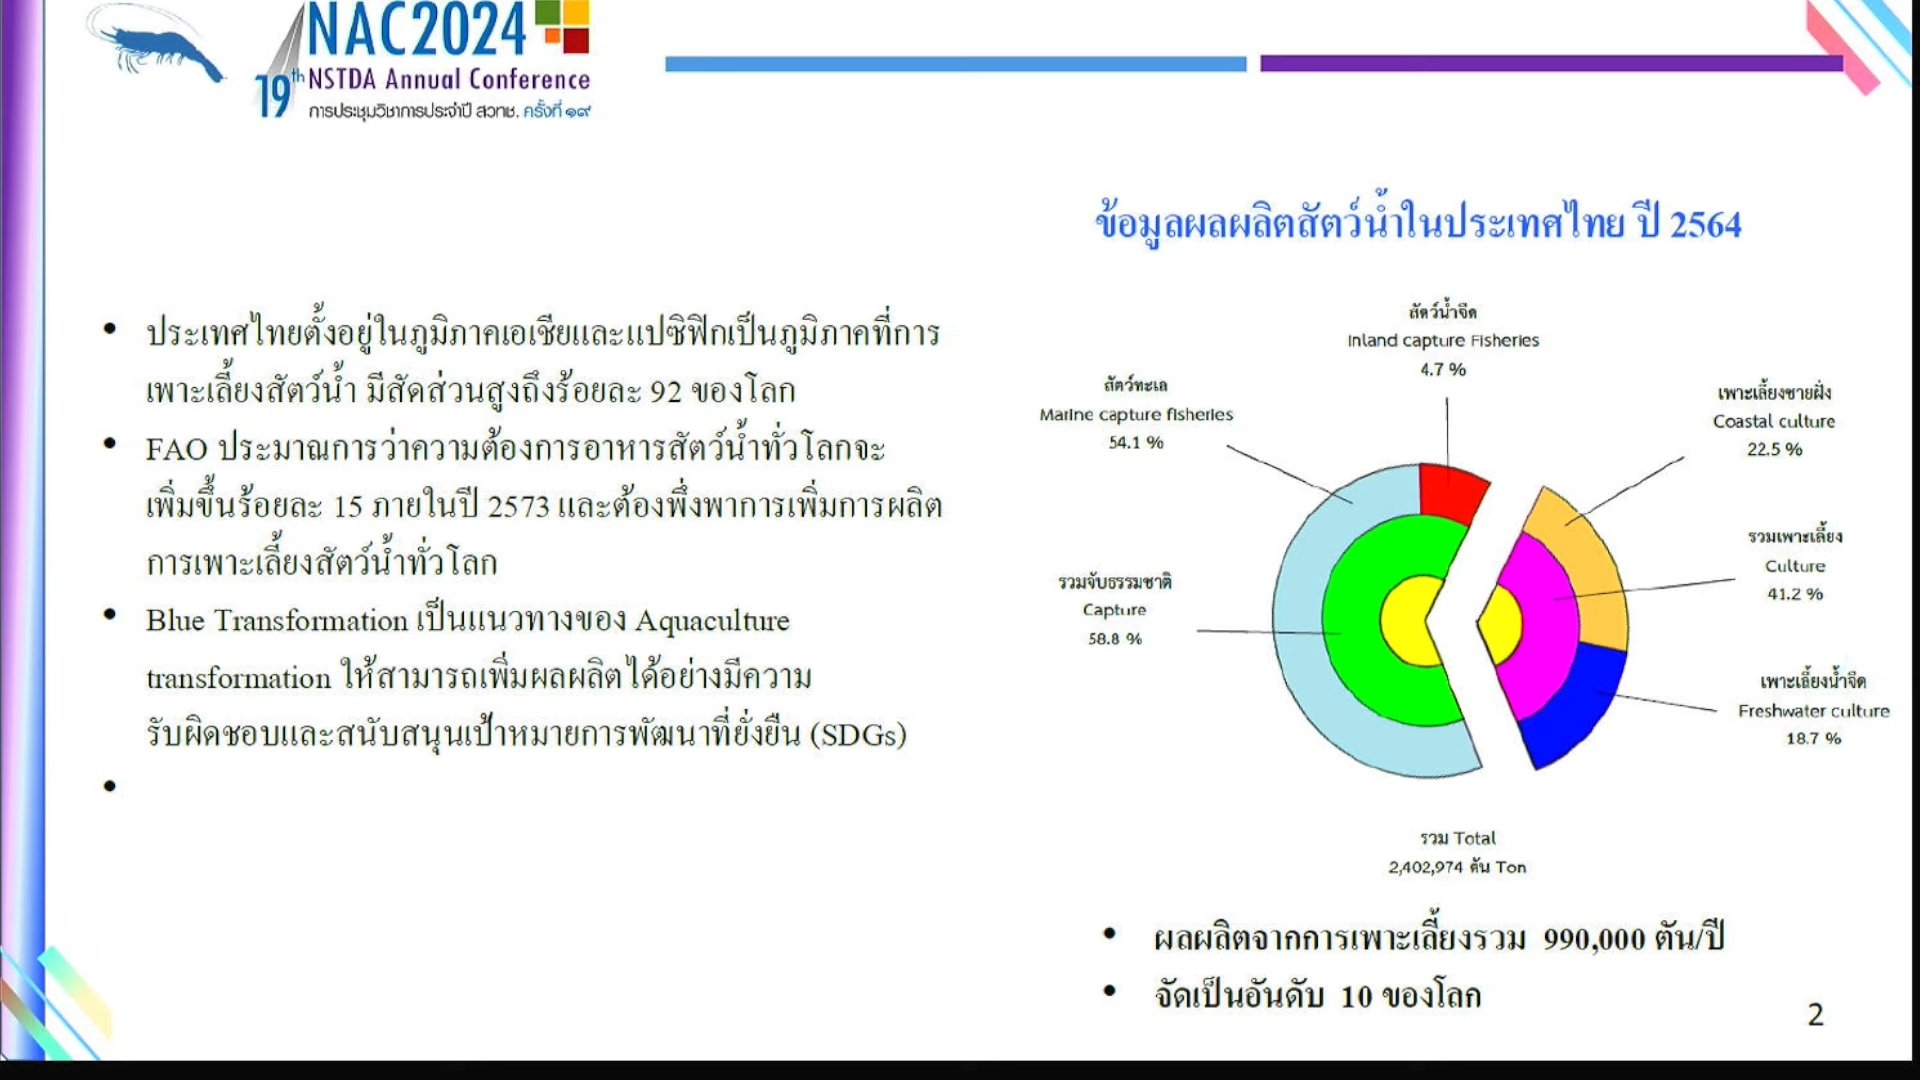 NAC2024
19th NSTDA Annual Conference
การประชุมวิชาการประจำปี สวทช. ครั้งที่ ๑๙
ข้อมูลผลผลิตสัตว์น้ำในประเทศไทย ปี 2564
• ประเทศไทยตั้งอยู่ในภูมิภาคเอเชียและแปซิฟิกเป็นภูมิภาคที่การ
เพาะเลี้ยงสัตว์น้ำ มีสัดส่วนสูงถึงร้อยละ 92 ของโลก
• FAO ประมาณการว่าความต้องการอาหารสัตว์น้ำทั่วโลกจะ
เพิ่มขึ้นร้อยละ 15 ภายในปี 2573 และต้องพึ่งพาการเพิ่มการผลิต
การเพาะเลี้ยงสัตว์น้ำทั่วโลก
• Blue Transformation เป็นแนวทางของ Aquaculture
transformation ให้สามารถเพิ่มผลผลิตได้อย่างมีความ
รับผิดชอบและสนับสนุนเป้าหมายการพัฒนาที่ยั่งยืน (SDGs)
•
สัตว์น้ำจืด
Inland capture Fisheries
4.7 %
สัตว์ทะเล
Marine capture fisheries
54.1 %
เพาะเลี้ยงชายฝั่ง
Coastal culture
22.5 %
รวมเพาะเลี้ยง
Culture
41.2 %
รวมจับธรรมชาติ
Capture
58.8 %
เพาะเลี้ยงน้ำจืด
Freshwater culture
18.7 %
รวม Total
2,402,974 ตัน Ton
• ผลผลิตจากการเพาะเลี้ยงรวม 990,000 ตัน/ปี
• จัดเป็นอันดับ 10 ของโลก
2